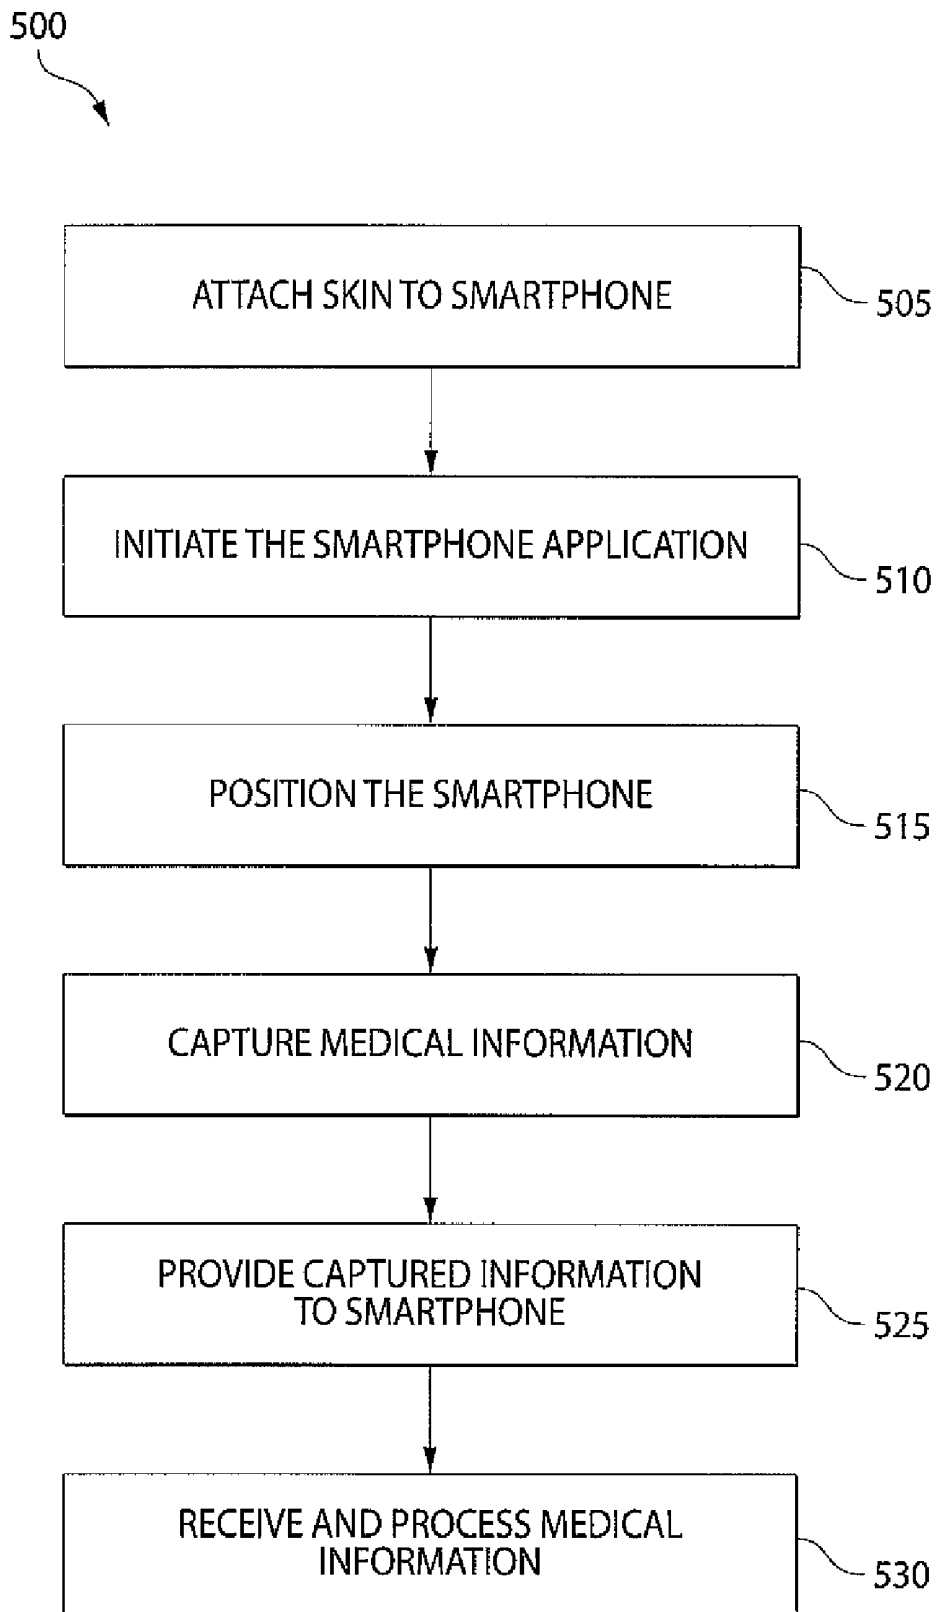 500
ATTACH SKIN TO SMARTPHONE
505
INITIATE THE SMARTPHONE APPLICATION
510
POSITION THE SMARTPHONE
515
CAPTURE MEDICAL INFORMATION
520
PROVIDE CAPTURED INFORMATION
TO SMARTPHONE
525
RECEIVE AND PROCESS MEDICAL
INFORMATION
530